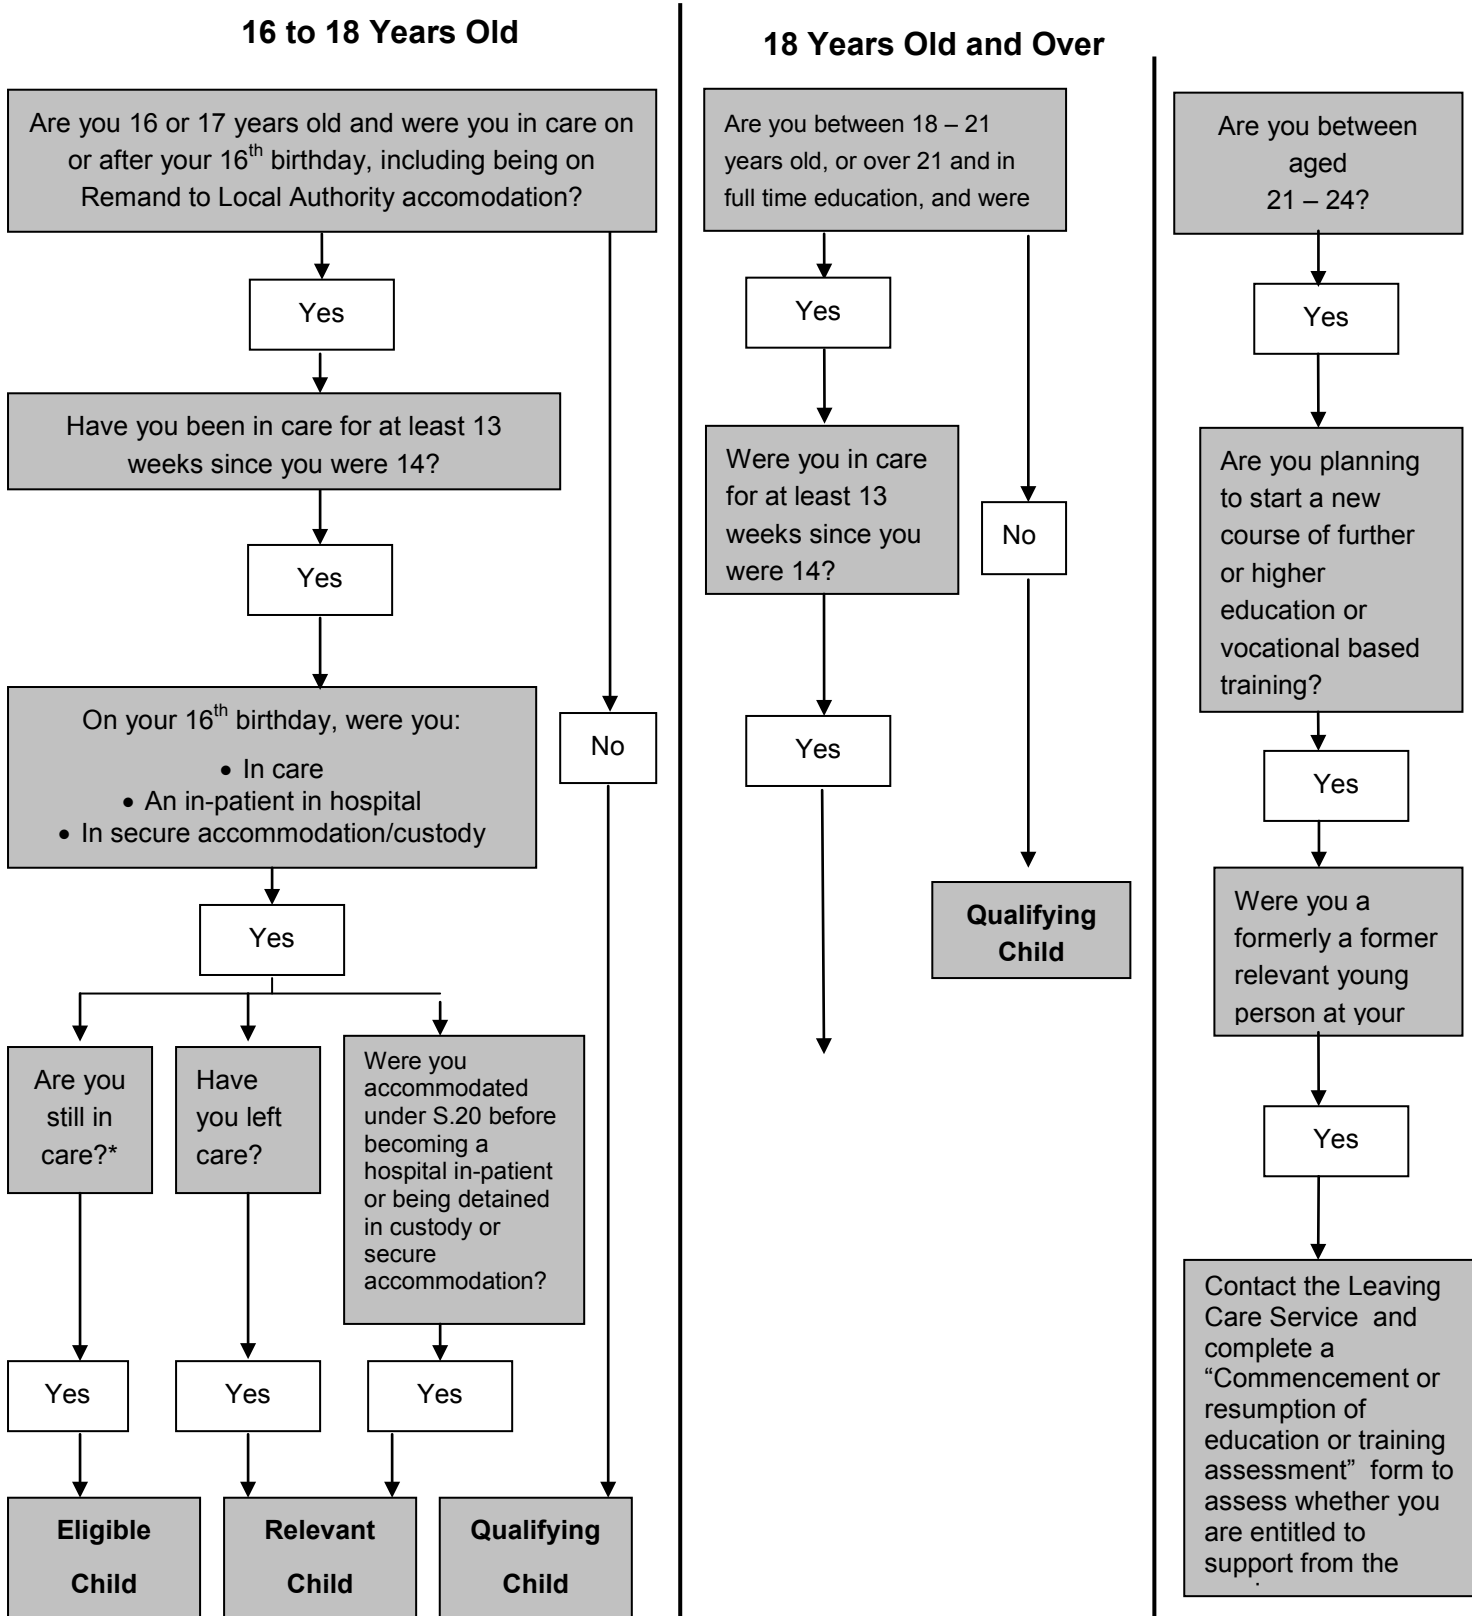 16 to 18 Years Old
Are you 16 or 17 years old and were you in care on
or after your 16th birthday, including being on
Remand to Local Authority accomodation?
Yes
Have you been in care for at least 13
weeks since you were 14?
Yes
On your 16th birthday, were you:
• In care
• An in-patient in hospital
• In secure accommodation/custody
No
Yes
Are you
still in
care?*
Have
you left
care?
Were you
accommodated
under S.20 before
becoming a
hospital in-patient
or being detained
in custody or
secure
accommodation?
Yes
Yes
Yes
Eligible
Child
Relevant
Child
Qualifying
Child
18 Years Old and Over
Are you between 18 – 21
years old, or over 21 and in
full time education, and were
Yes
Were you in care
for at least 13
weeks since you
were 14?
No
Yes
Qualifying
Child
Are you between
aged
21 – 24?
Yes
Are you planning
to start a new
course of further
or higher
education or
vocational based
training?
Yes
Were you a
formerly a former
relevant young
person at your
Yes
Contact the Leaving
Care Service and
complete a
“Commencement or
resumption of
education or training
assessment” form to
assess whether you
are entitled to
support from the